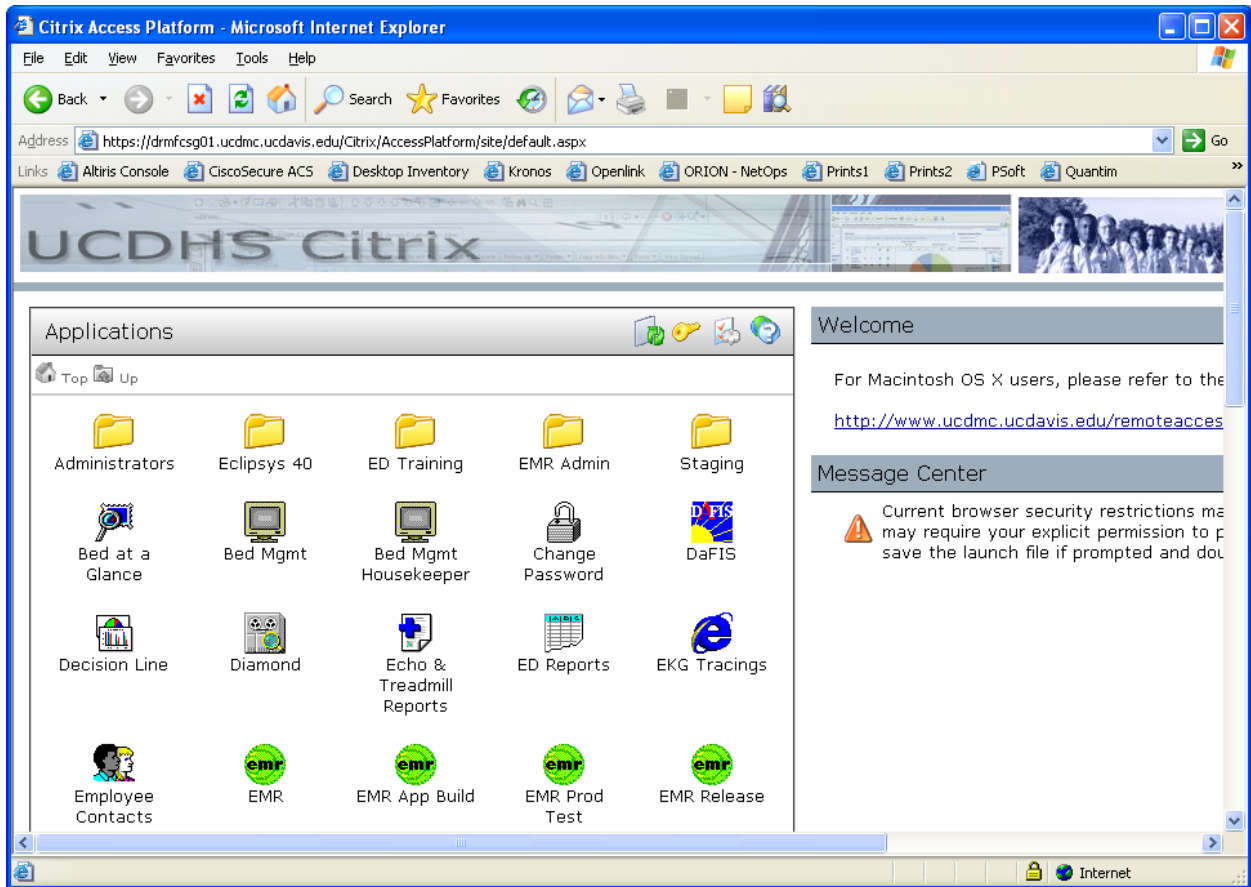 Citrix Access Platform - Microsoft Internet Explorer
File Edit View Favorites Tools Help
Back Search Favorites
Address https://drmfcsg01.ucdmc.ucdavis.edu/Citrix/AccessPlatform/site/default.aspx Go
Links Altiris Console CiscoSecure ACS Desktop Inventory Kronos Openlink ORION - NetOps Prints1 Prints2 PSoft Quantim »
UCDHS Citrix
Applications
Top Up
Administrators Eclipsys 40 ED Training EMR Admin Staging
Bed at a Glance
Bed Mgmt
Bed Mgmt Housekeeper
Change Password
DaFIS
DaFIS
Decision Line
Diamond
Echo & Treadmill Reports
ED Reports
EKG Tracings
Employee Contacts
emr
EMR
emr
EMR App Build
emr
EMR Prod Test
emr
EMR Release
Welcome
For Macintosh OS X users, please refer to the
http://www.ucdmc.ucdavis.edu/remoteacces
Message Center
Current browser security restrictions ma
may require your explicit permission to p
save the launch file if prompted and dou
Internet